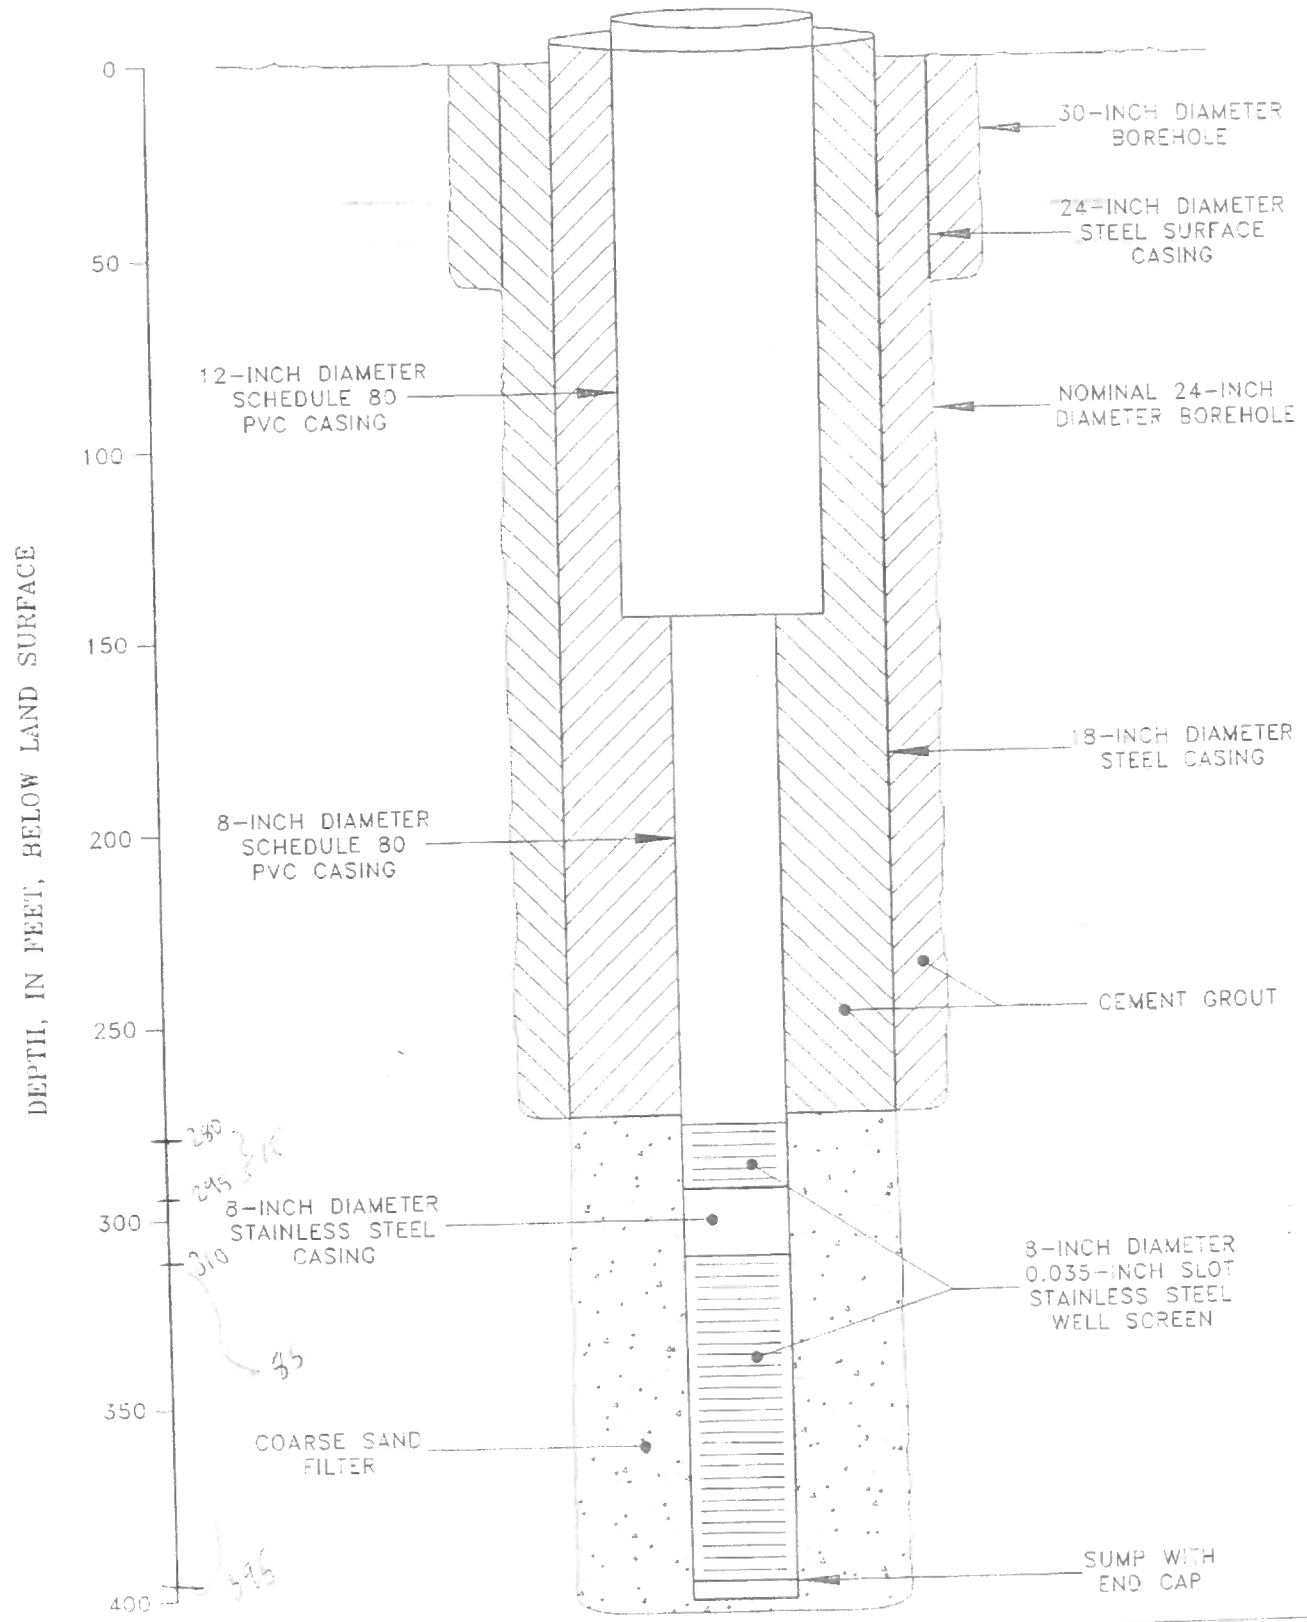 0
50
100
150
200
250
300
350
400
DEPTH, IN FEET, BELOW LAND SURFACE
30-INCH DIAMETER
BOREHOLE
24-INCH DIAMETER
STEEL SURFACE
CASING
12-INCH DIAMETER
SCHEDULE 80
PVC CASING
NOMINAL 24-INCH
DIAMETER BOREHOLE
18-INCH DIAMETER
STEEL CASING
8-INCH DIAMETER
SCHEDULE 80
PVC CASING
CEMENT GROUT
280
15
295
8-INCH DIAMETER
STAINLESS STEEL
CASING
310
8-INCH DIAMETER
0.035-INCH SLOT
STAINLESS STEEL
WELL SCREEN
85
COARSE SAND
FILTER
SUMP WITH
END CAP
395